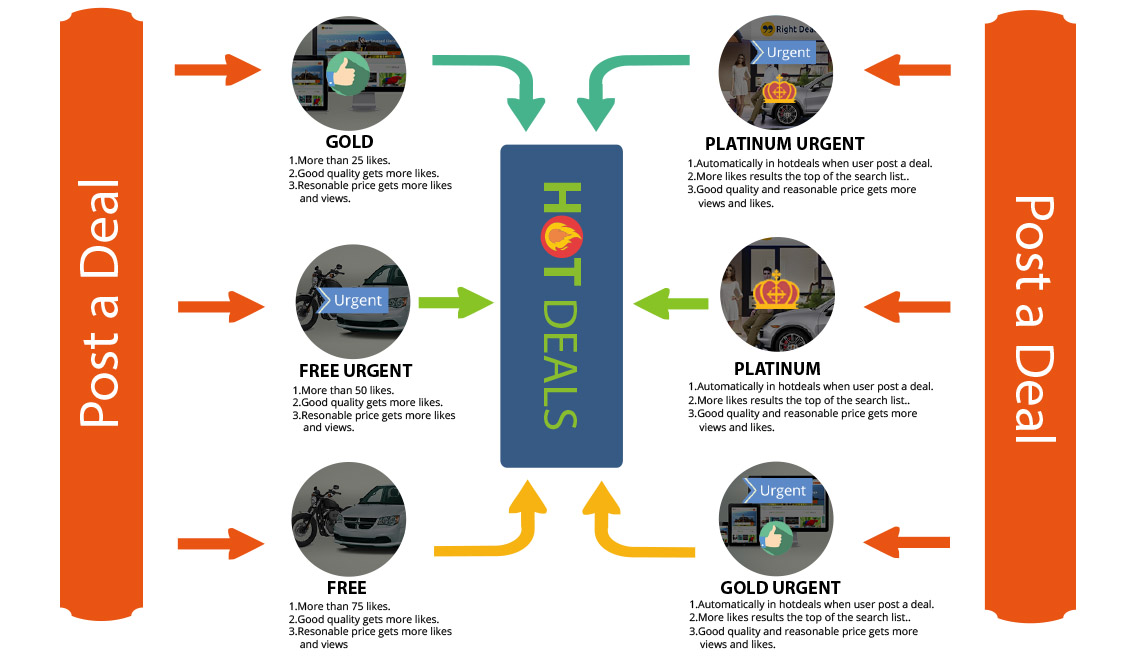 Post a Deal
GOLD
1.More than 25 likes.
2.Good quality gets more likes.
3.Resonable price gets more likes
and views.
Urgent
FREE URGENT
1.More than 50 likes.
2.Good quality gets more likes.
3.Resonable price gets more likes
and views.
FREE
1.More than 75 likes.
2.Good quality gets more likes.
3.Resonable price gets more likes
and views
HOT DEALS
Right Deal
Urgent
PLATINUM URGENT
1.Automatically in hotdeals when user post a deal.
2.More likes results the top of the search list..
3.Good quality and reasonable price gets more
views and likes.
PLATINUM
1.Automatically in hotdeals when user post a deal.
2.More likes results the top of the search list..
3.Good quality and reasonable price gets more
views and likes.
Urgent
GOLD URGENT
1.Automatically in hotdeals when user post a deal.
2.More likes results the top of the search list..
3.Good quality and reasonable price gets more
views and likes.
Post a Deal